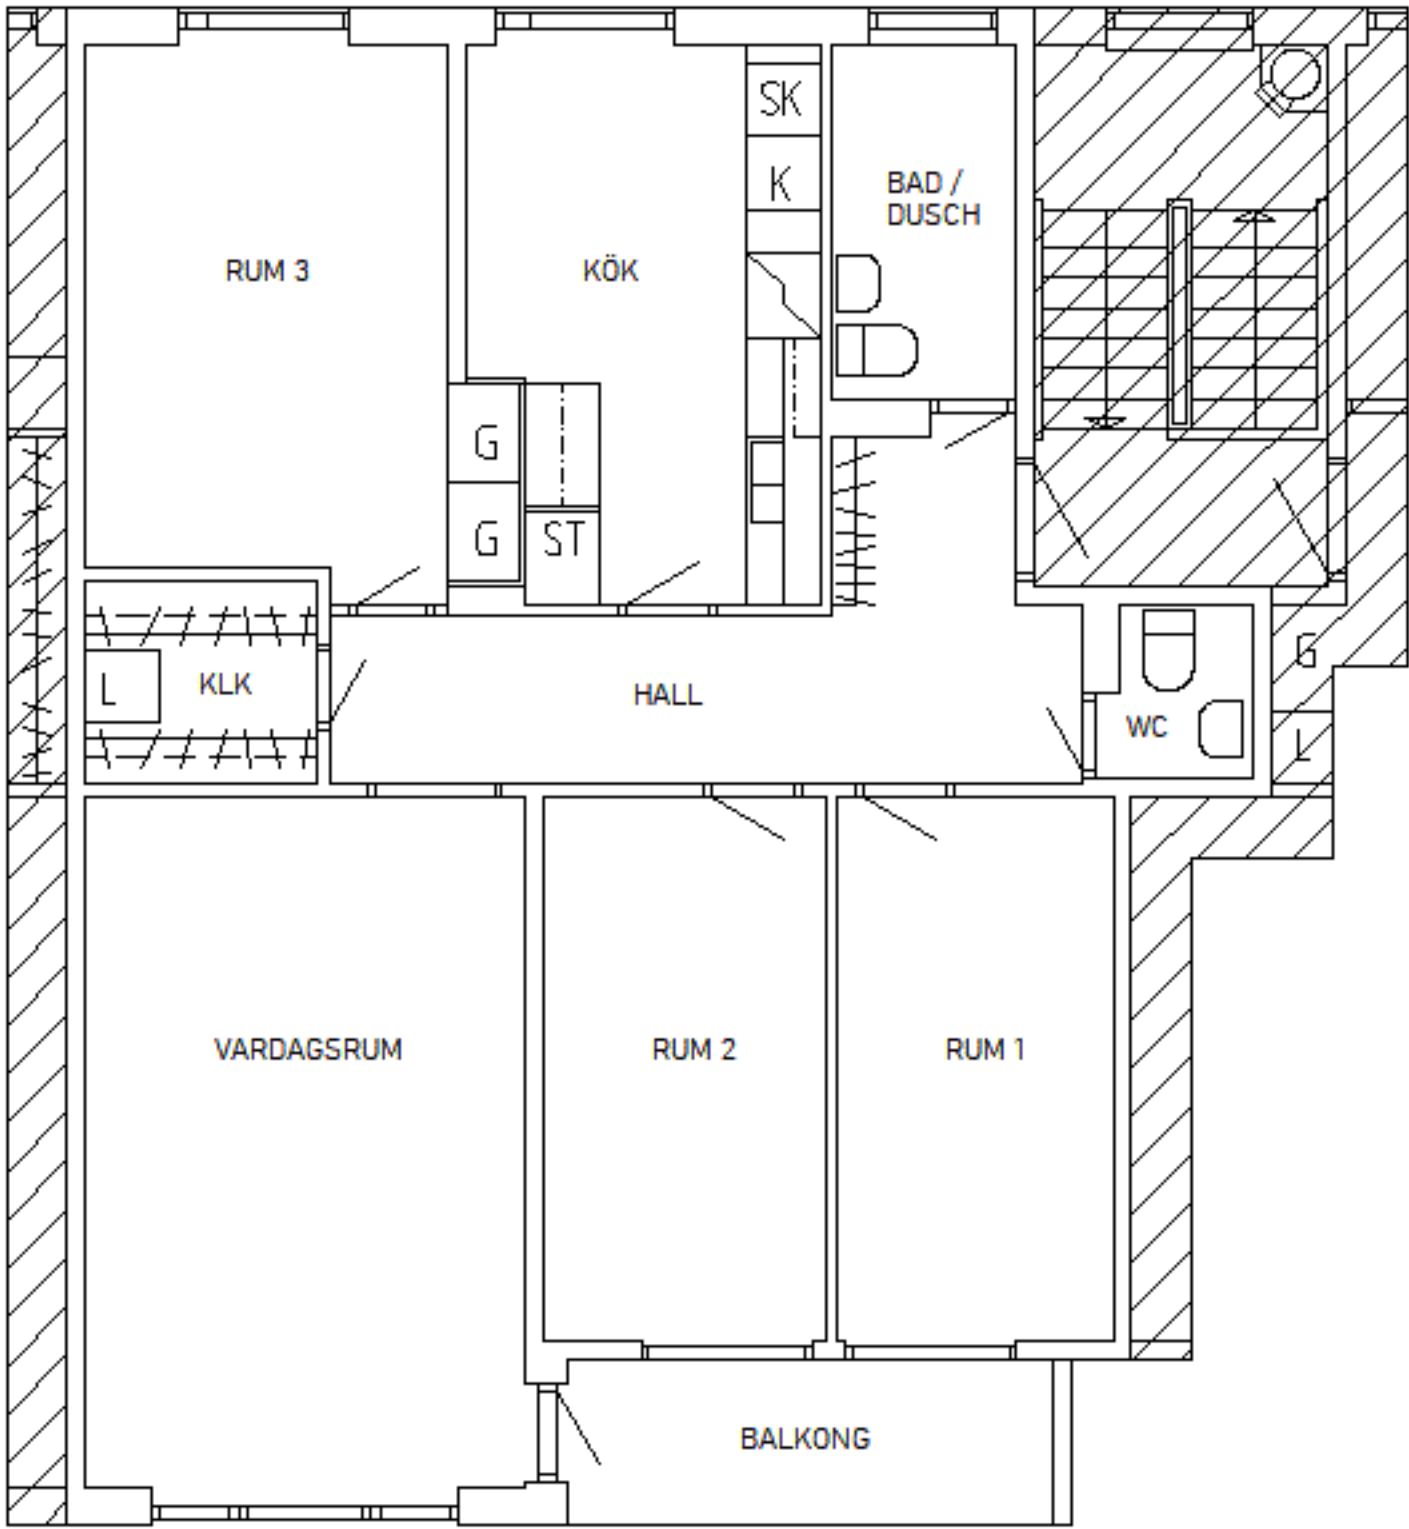 SK
K
BAD /
DUSCH
RUM 3
KÖK
G
G
ST
G
L
KLK
HALL
WC
L
VARDAGSRUM
RUM 2
RUM 1
BALKONG